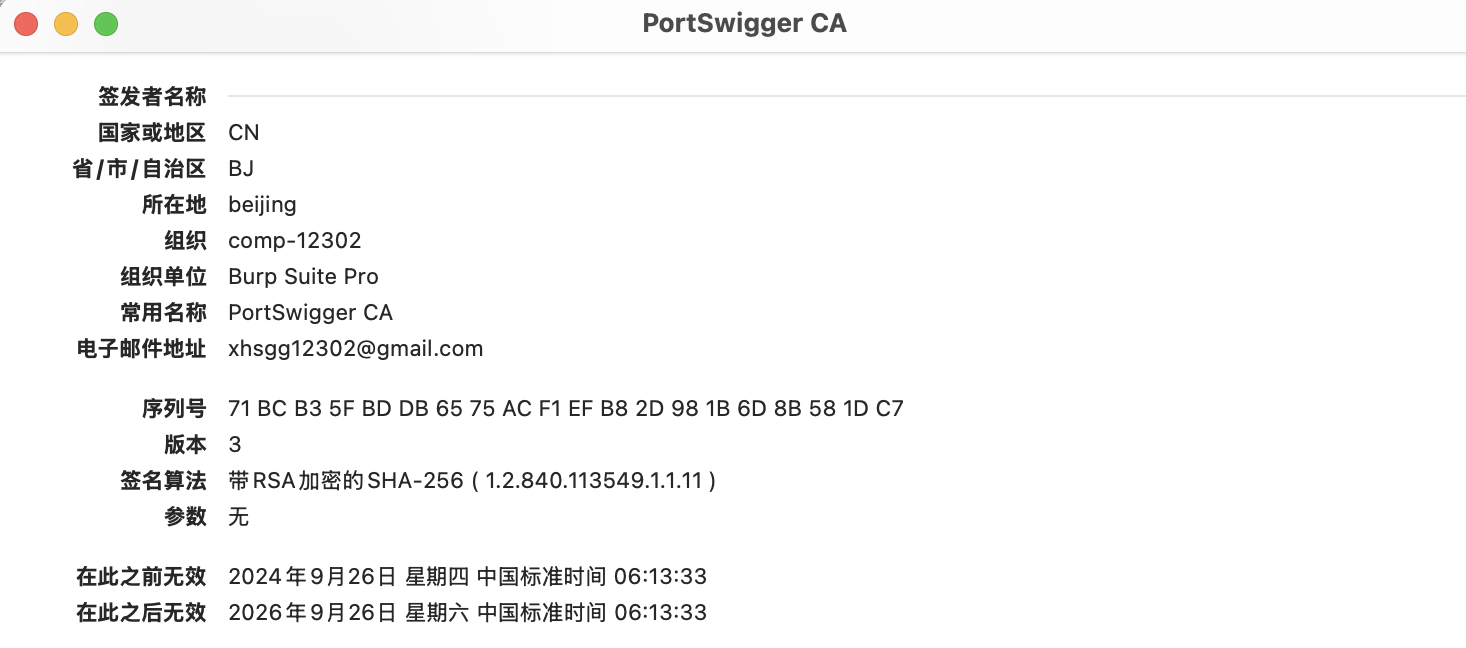 PortSwigger CA
签发者名称
国家或地区 CN
省/市/自治区 BJ
所在地 beijing
组织 comp-12302
组织单位 Burp Suite Pro
常用名称 PortSwigger CA
电子邮件地址 xhsgg12302@gmail.com
序列号 71 BC B3 5F BD DB 65 75 AC F1 EF B8 2D 98 1B 6D 8B 58 1D C7
版本 3
签名算法 带RSA加密的SHA-256 ( 1.2.840.113549.1.1.11 )
参数 无
在此之前无效 2024年9月26日 星期四 中国标准时间 06:13:33
在此之后无效 2026年9月26日 星期六 中国标准时间 06:13:33